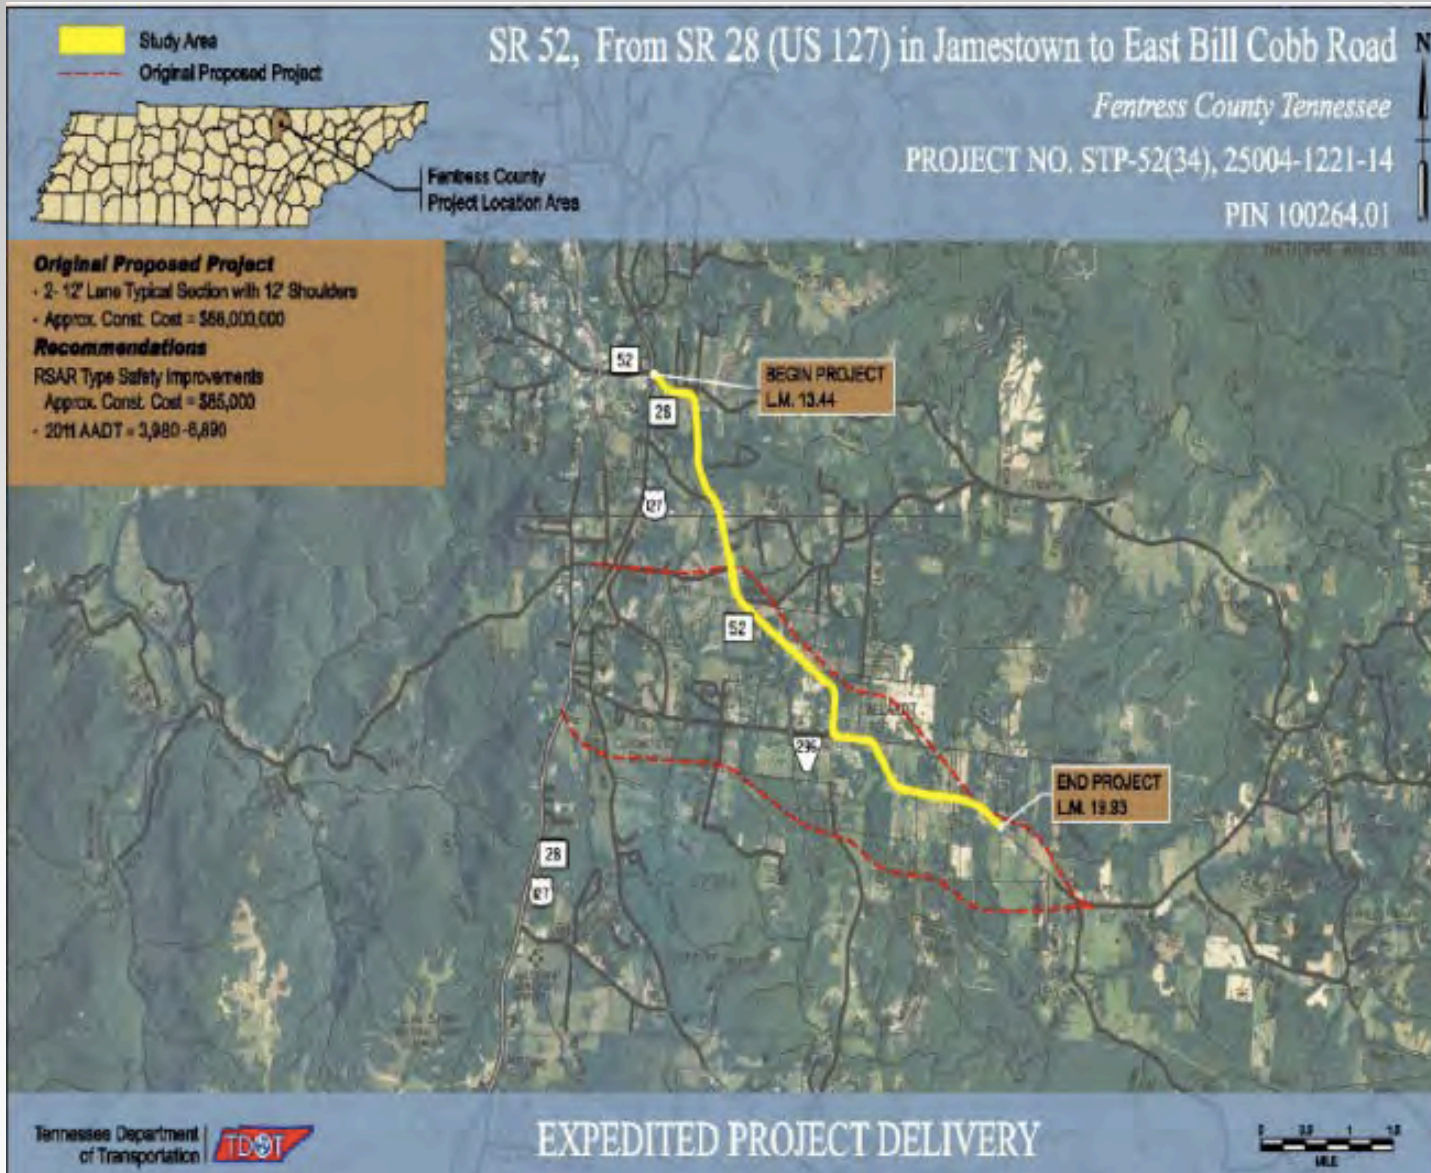 Study Area
Original Proposed Project
SR 52, From SR 28 (US 127) in Jamestown to East Bill Cobb Road
N
Fentress County Tennessee
PROJECT NO. STP-52(34), 25004-1221-14
PIN 100264.01
Fentress County
Project Location Area
Original Proposed Project
- 2- 12' Lane Typical Section with 12' Shoulders
- Approx. Const. Cost = $66,000,000
Recommendations
RSAR Type Safety Improvements
Approx. Const. Cost = $85,000
- 2011 AADT = 3,980 -6,890
52
BEGIN PROJECT
L.M. 13.44
28
127
52
296
END PROJECT
L.M. 19.93
28
127
Tennessee Department
of Transportation
TDOT
EXPEDITED PROJECT DELIVERY
MILE